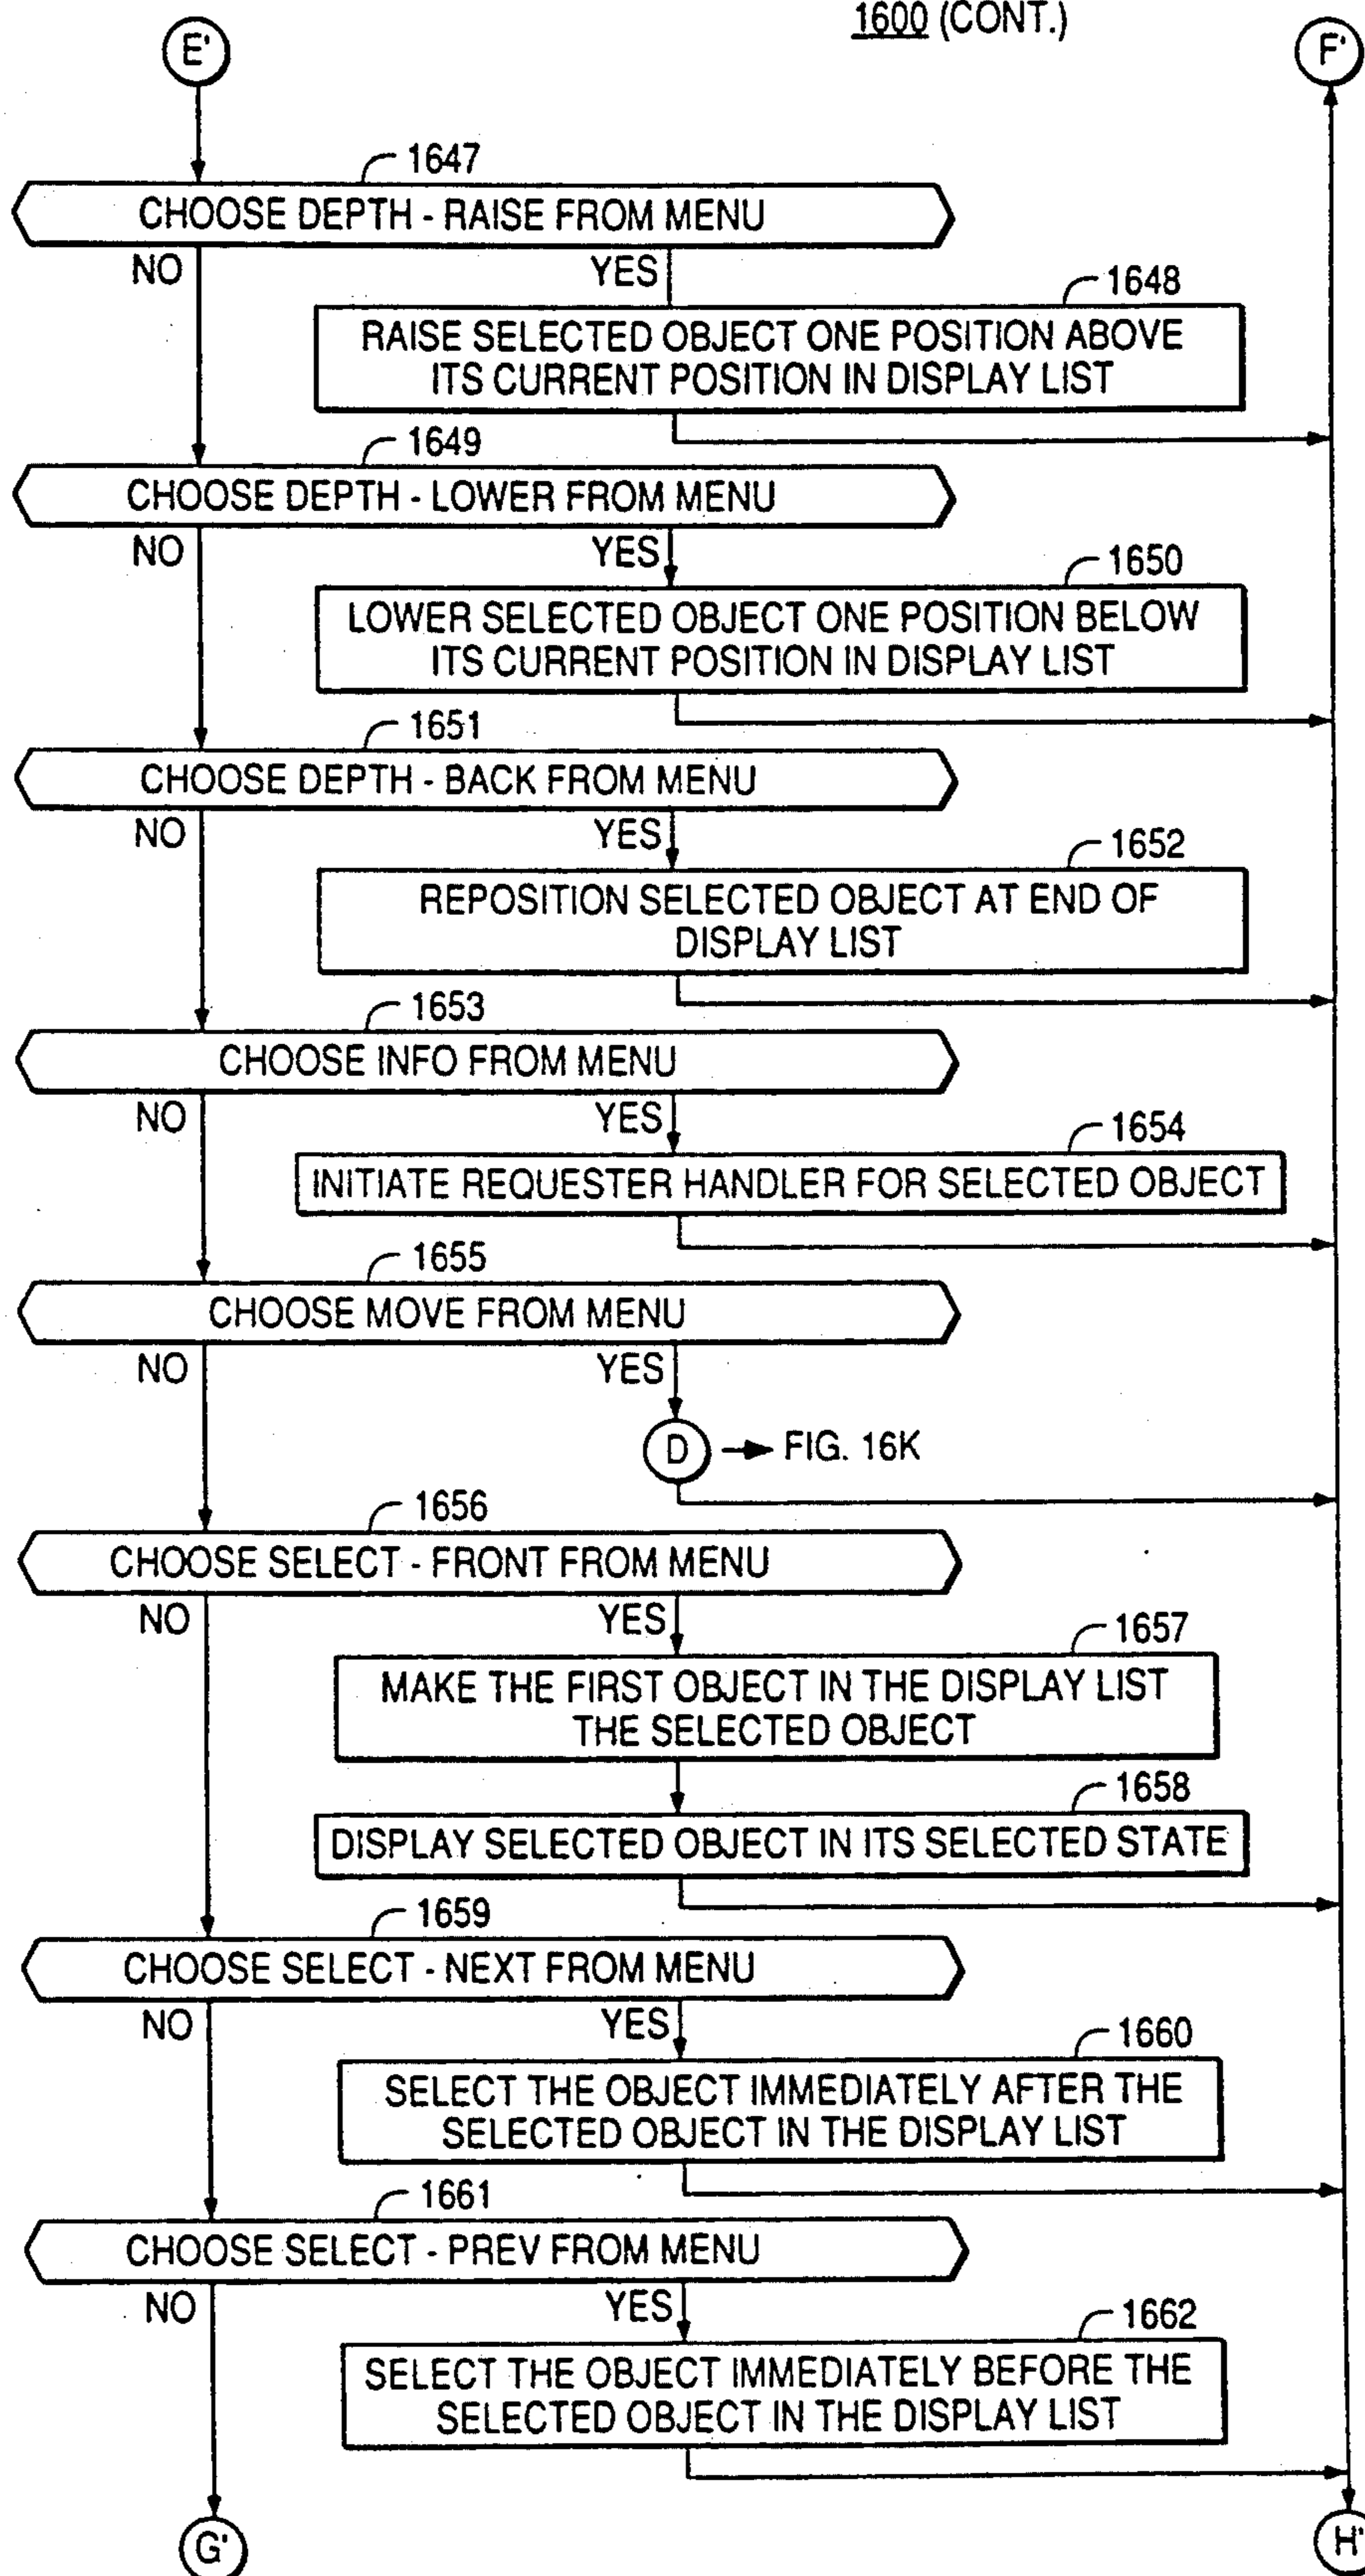 1600 (CONT.)
E'
F'
1647
CHOOSE DEPTH - RAISE FROM MENU
NO
YES
1648
RAISE SELECTED OBJECT ONE POSITION ABOVE
ITS CURRENT POSITION IN DISPLAY LIST
1649
CHOOSE DEPTH - LOWER FROM MENU
NO
YES
1650
LOWER SELECTED OBJECT ONE POSITION BELOW
ITS CURRENT POSITION IN DISPLAY LIST
1651
CHOOSE DEPTH - BACK FROM MENU
NO
YES
1652
REPOSITION SELECTED OBJECT AT END OF
DISPLAY LIST
1653
CHOOSE INFO FROM MENU
NO
YES
1654
INITIATE REQUESTER HANDLER FOR SELECTED OBJECT
1655
CHOOSE MOVE FROM MENU
NO
YES
D → FIG. 16K
1656
CHOOSE SELECT - FRONT FROM MENU
NO
YES
1657
MAKE THE FIRST OBJECT IN THE DISPLAY LIST
THE SELECTED OBJECT
1658
DISPLAY SELECTED OBJECT IN ITS SELECTED STATE
1659
CHOOSE SELECT - NEXT FROM MENU
NO
YES
1660
SELECT THE OBJECT IMMEDIATELY AFTER THE
SELECTED OBJECT IN THE DISPLAY LIST
1661
CHOOSE SELECT - PREV FROM MENU
NO
YES
1662
SELECT THE OBJECT IMMEDIATELY BEFORE THE
SELECTED OBJECT IN THE DISPLAY LIST
G'
H'